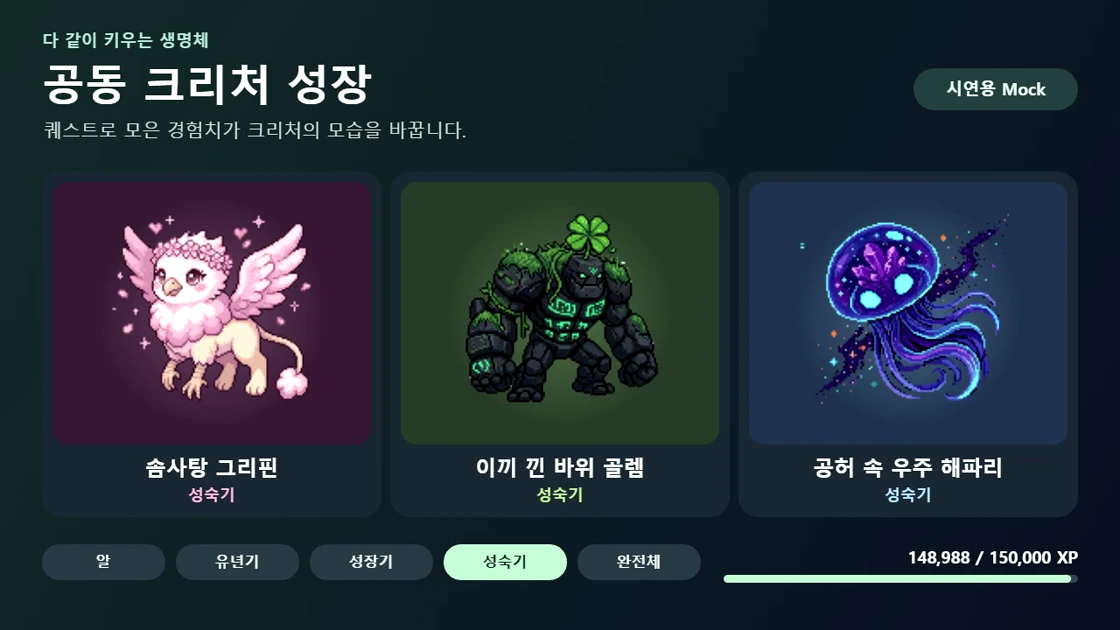 다 같이 키우는 생명체
공동 크리처 성장
퀘스트로 모은 경험치가 크리처의 모습을 바꿉니다.
시연용 Mock
솜사탕 그리핀
성숙기
이끼 낀 바위 골렘
성숙기
공허 속 우주 해파리
성숙기
알
유년기
성장기
성숙기
완전체
148,988 / 150,000 XP